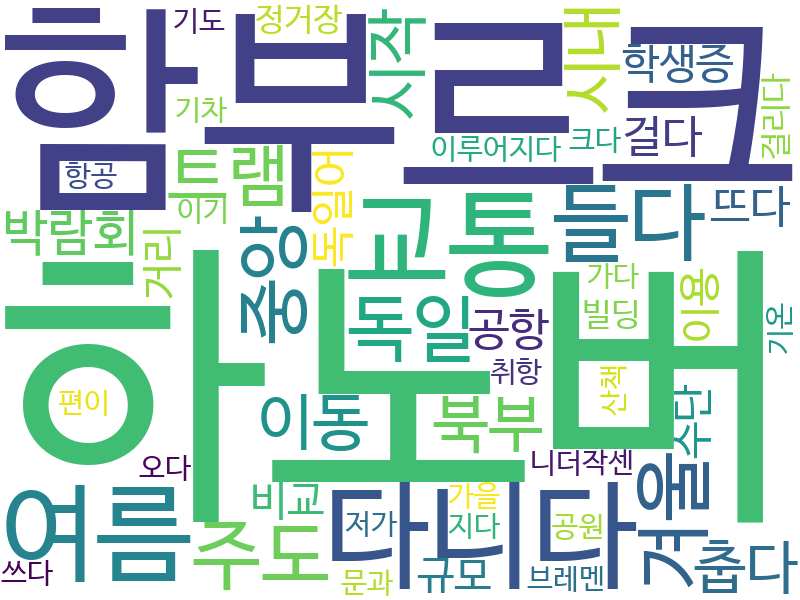 함부르크
기도
정거장
시작
시내
학생증
기차
걸다
걸리다
항공
트램
이루어지다
크다
이기
독일어
박람회
거리
중앙
교통
들다
뜨다
하노버
독일
공항
가다
빌딩
이용
기온
편이
취항
산책
이동
북부
수단
오다
니더작센
여름
주도
비교
다니다
저가
가을
지다
공원
겨울
춥다
쓰다
문과
규모
브레멘